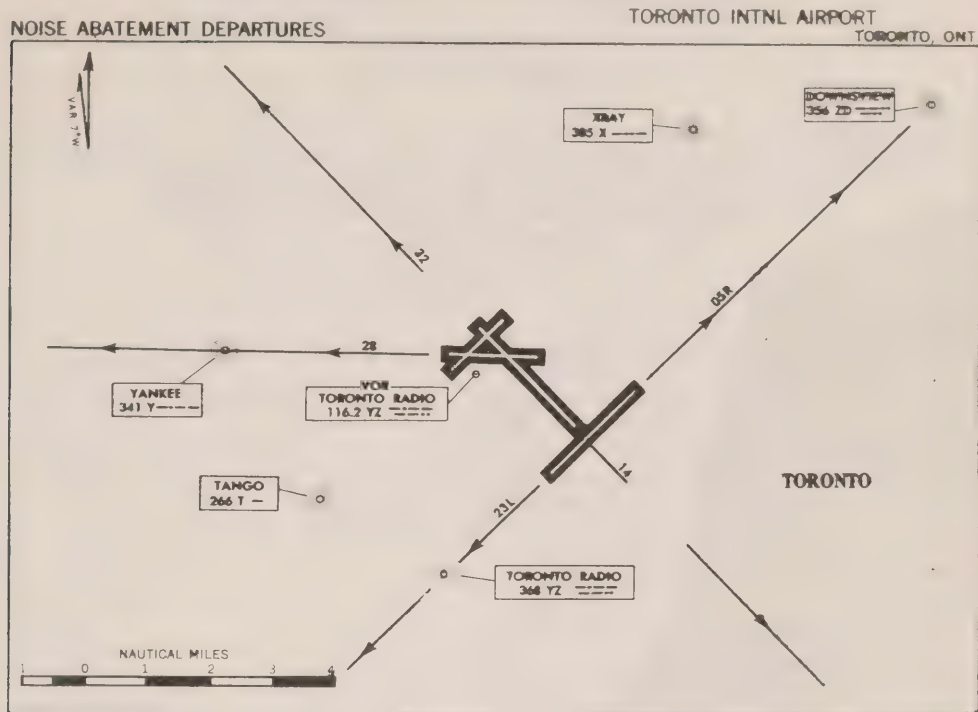 NOISE ABATEMENT DEPARTURES
TORONTO INTNL AIRPORT
TORONTO, ONT
VAR 7°W
XRAY
385 X
DOWNSVIEW
356 ZD
32
05R
28
YANKEE
341 Y
VOR
TORONTO RADIO
116.2 YZ
14
TANGO
266 T
23L
TORONTO
TORONTO RADIO
368 YZ
NAUTICAL MILES
1 0 1 2 3 4